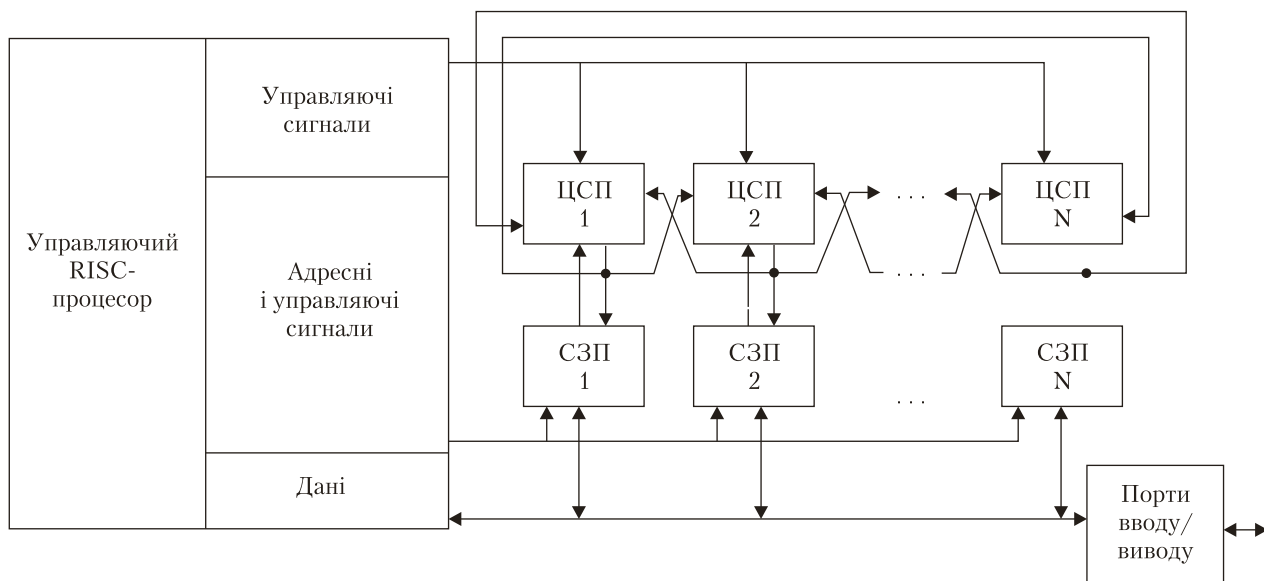 Управляючий
RISC-
процесор
Управляючі
сигнали
Адресні
і управляючі
сигнали
Дані
ЦСП
1
ЦСП
2
. . .
ЦСП
N
. . .
СЗП
1
СЗП
2
. . .
СЗП
N
Порти
вводу/
виводу